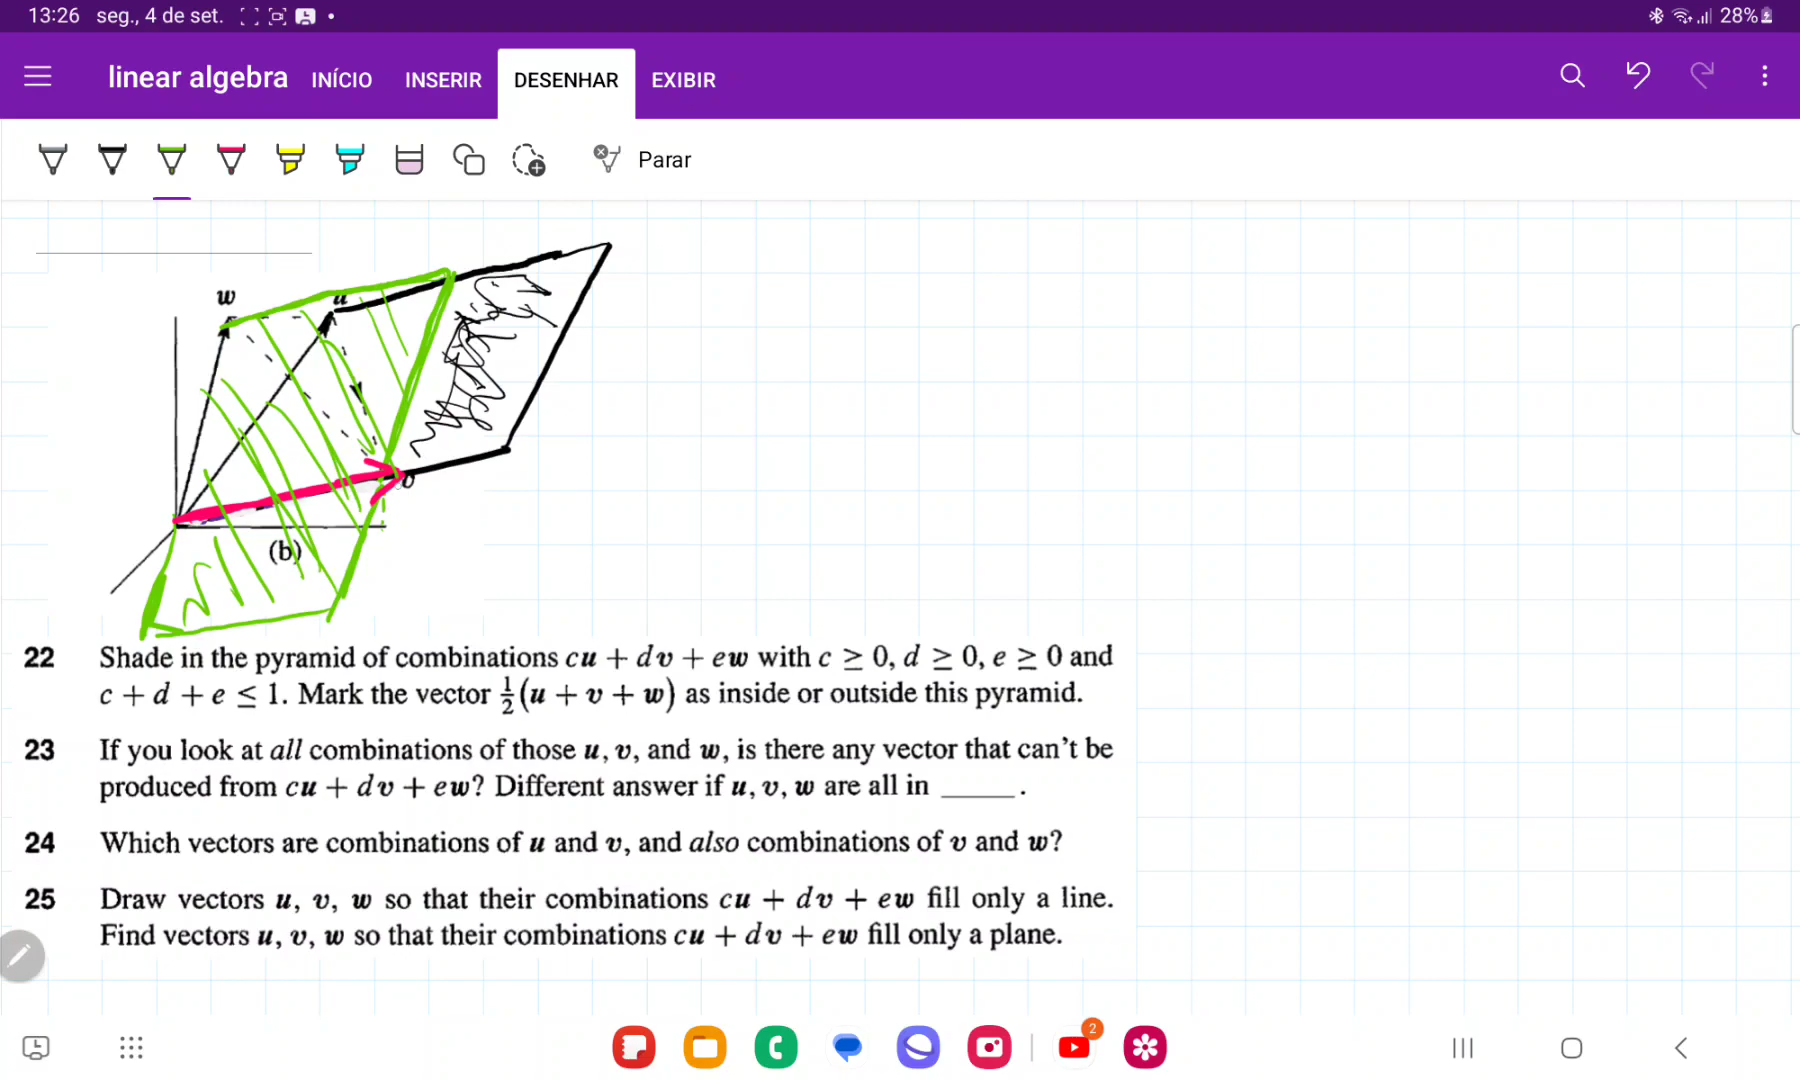 13:26 seg., 4 de set. 28%
linear algebra INÍCIO INSERIR DESENHAR EXIBIR
Parar
w u
v
(b)
22 Shade in the pyramid of combinations cu + dv + ew with c ≥ 0, d ≥ 0, e ≥ 0 and
c + d + e ≤ 1. Mark the vector ½(u + v + w) as inside or outside this pyramid.
23 If you look at all combinations of those u, v, and w, is there any vector that can't be
produced from cu + dv + ew? Different answer if u, v, w are all in _____.
24 Which vectors are combinations of u and v, and also combinations of v and w?
25 Draw vectors u, v, w so that their combinations cu + dv + ew fill only a line.
Find vectors u, v, w so that their combinations cu + dv + ew fill only a plane.
2